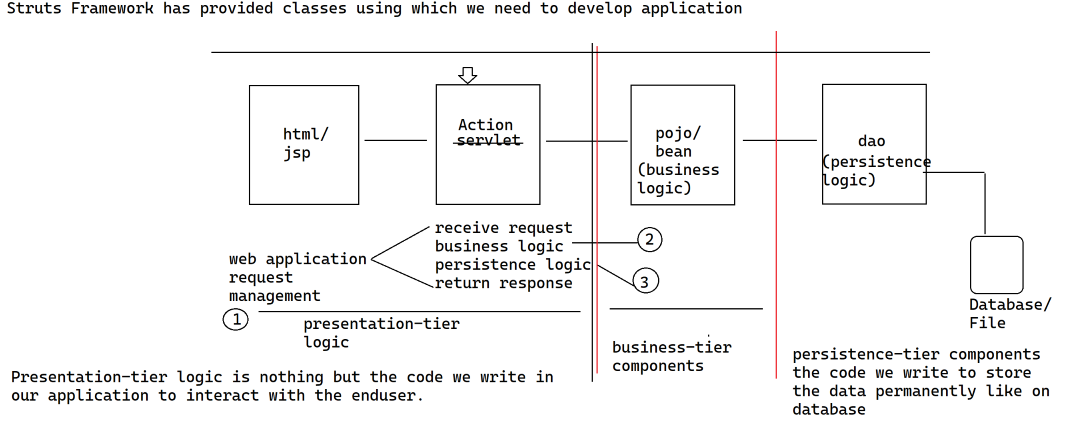 Struts Framework has provided classes using which we need to develop application
html/
jsp
Action
servlet
pojo/
bean
(business
logic)
dao
(persistence
logic)
receive request
business logic
persistence logic
return response
web application
request
management
1
2
3
presentation-tier
logic
business-tier
components
Database/
File
persistence-tier components
the code we write to store
the data permanently like on
database
Presentation-tier logic is nothing but the code we write in
our application to interact with the enduser.